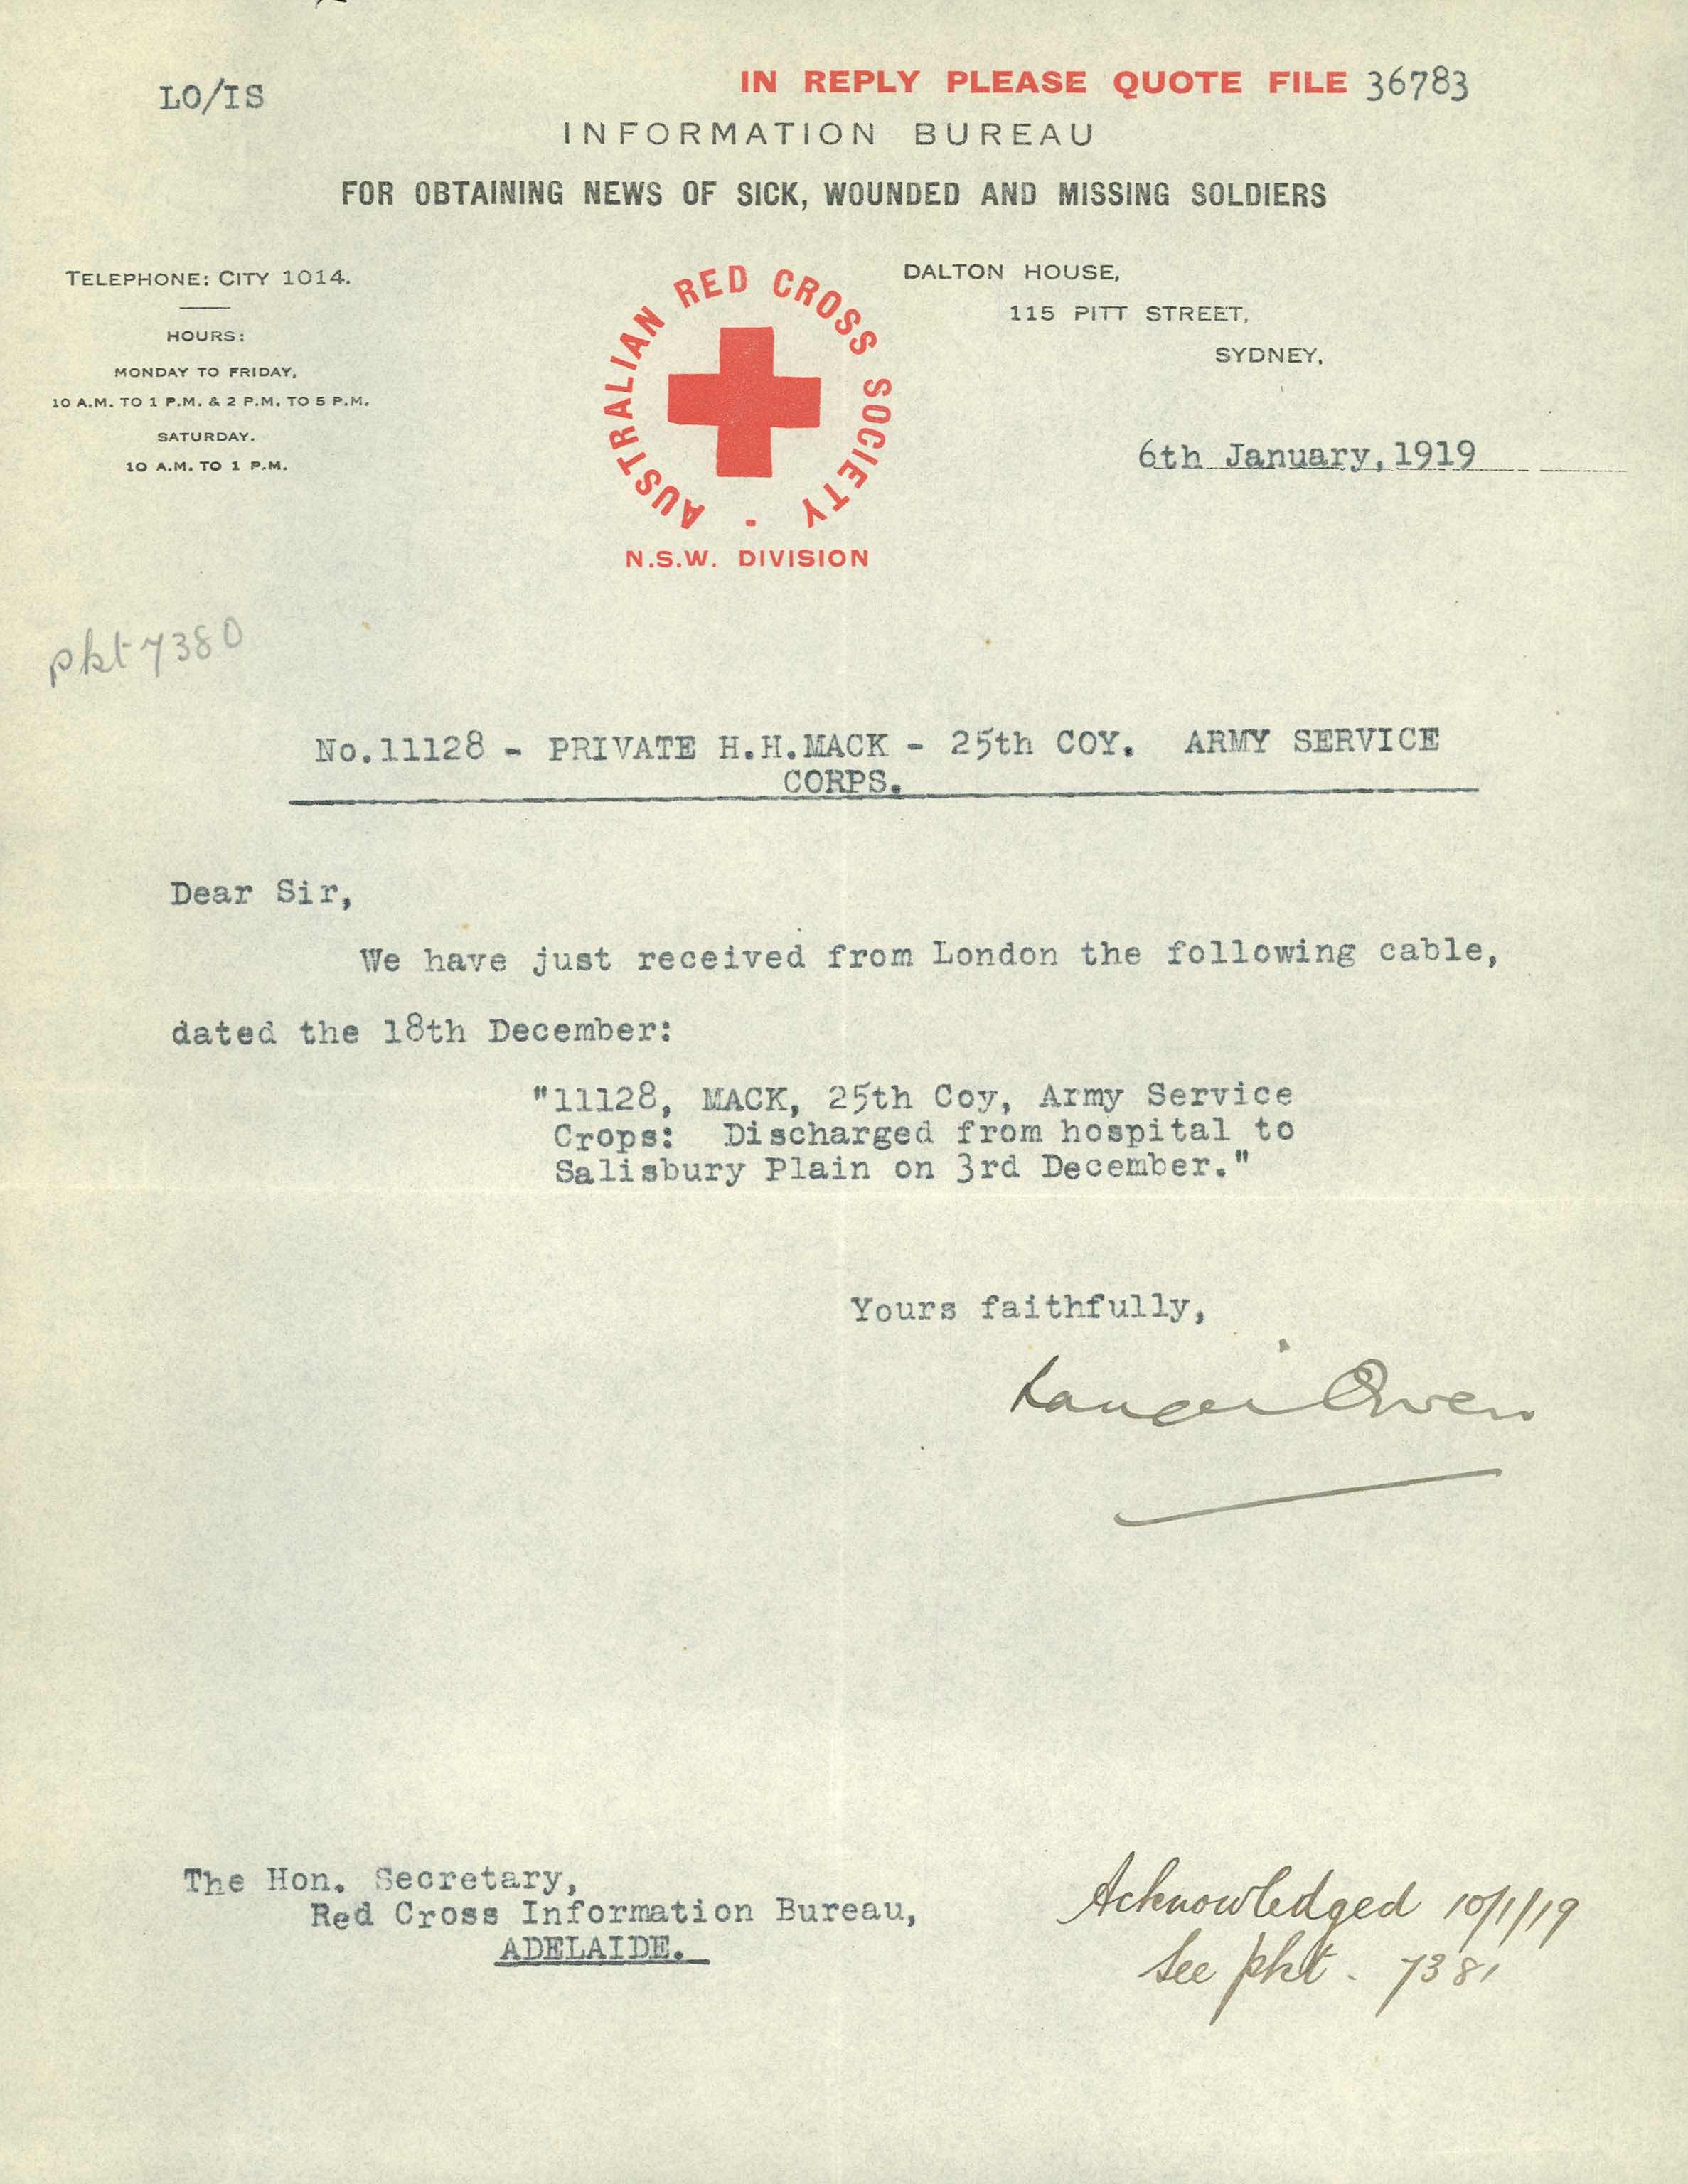 LO/IS
IN REPLY PLEASE QUOTE FILE 36783
INFORMATION BUREAU
FOR OBTAINING NEWS OF SICK, WOUNDED AND MISSING SOLDIERS
TELEPHONE: CITY 1014.
HOURS:
MONDAY TO FRIDAY,
10 A.M. TO 1 P.M. & 2 P.M. TO 5 P.M.
SATURDAY.
10 A.M. TO 1 P.M.
AUSTRALIAN RED CROSS SOCIETY
N.S.W. DIVISION
DALTON HOUSE,
115 PITT STREET,
SYDNEY,
6th January, 1919
pkt 7380
No.11128 - PRIVATE H.H.MACK - 25th COY. ARMY SERVICE
CORPS.
Dear Sir,
We have just received from London the following cable,
dated the 18th December:
"11128, MACK, 25th Coy, Army Service
Crops: Discharged from hospital to
Salisbury Plain on 3rd December."
Yours faithfully,
Langer Owen
The Hon. Secretary,
Red Cross Information Bureau,
ADELAIDE.
Acknowledged 10/1/19
See pkt. 7381